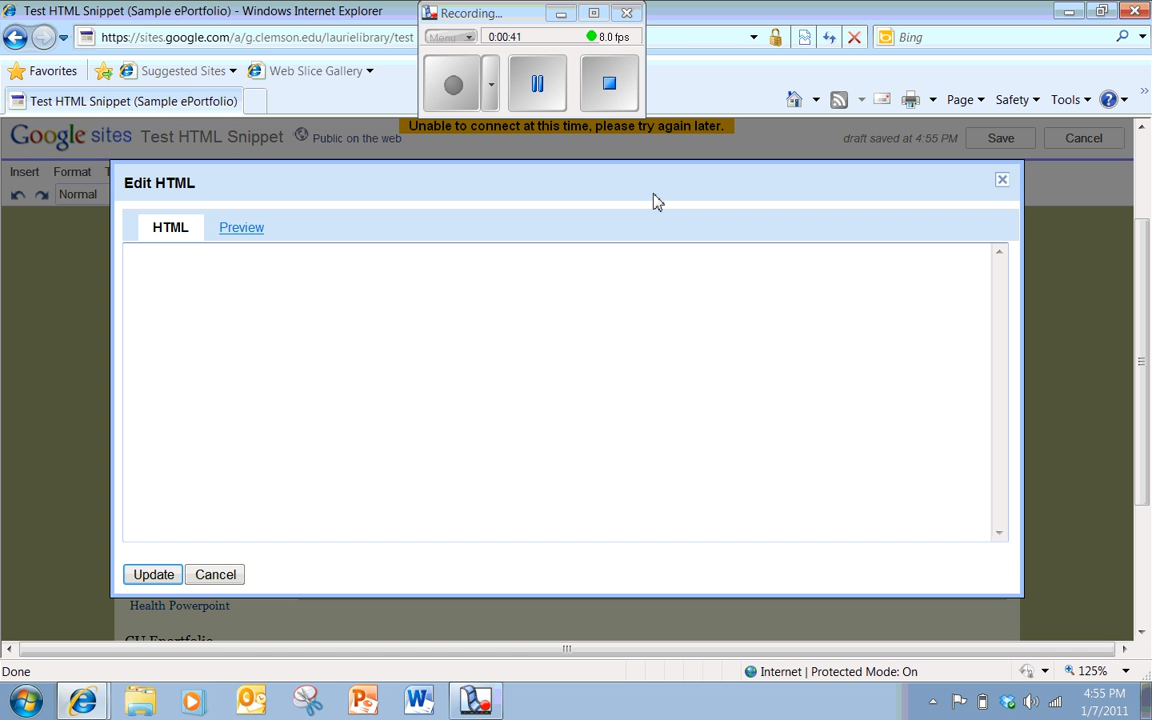 Test HTML Snippet (Sample ePortfolio) - Windows Internet Explorer
Recording...
https://sites.google.com/a/g.clemson.edu/laurielibrary/test
Menu
0:00:41
8.0 fps
Bing
Favorites
Suggested Sites
Web Slice Gallery
Test HTML Snippet (Sample ePortfolio)
Page
Safety
Tools
Unable to connect at this time, please try again later.
Google sites
Test HTML Snippet
Public on the web
draft saved at 4:55 PM
Save
Cancel
Insert
Format
T
Normal
Edit HTML
HTML
Preview
Update
Cancel
Health Powerpoint
CU Eportfolio
Done
Internet | Protected Mode: On
125%
4:55 PM
1/7/2011